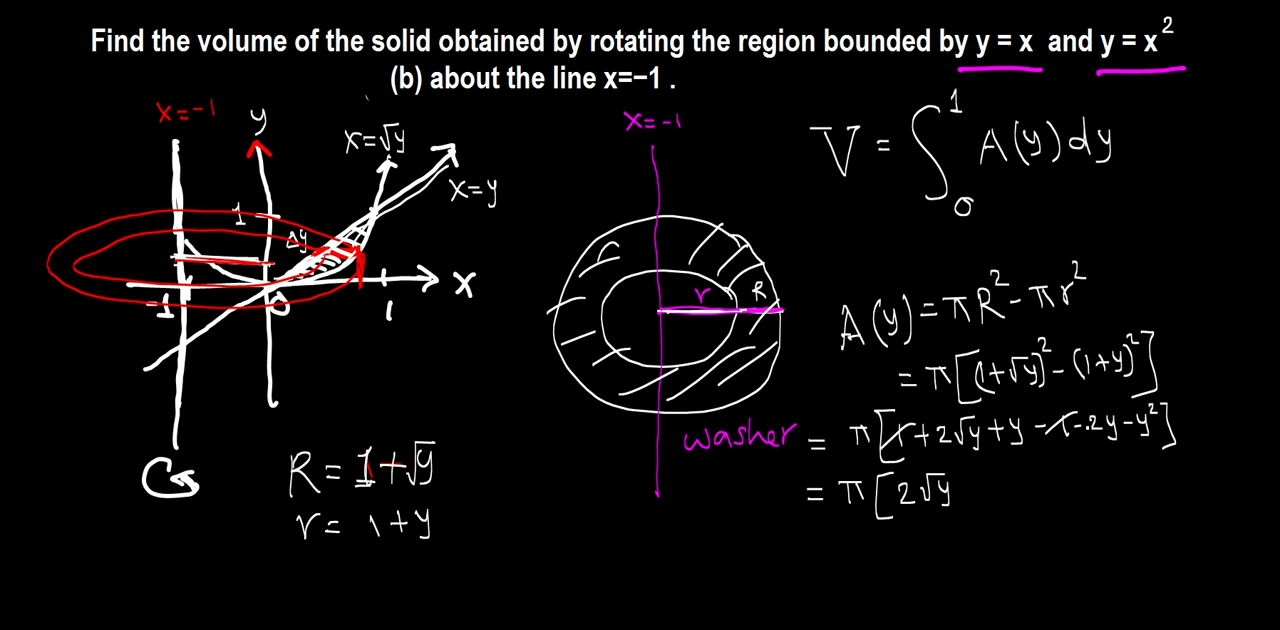 Find the volume of the solid obtained by rotating the region bounded by y = x and y = x²
(b) about the line x=−1 .
x=-1
y
x=√y
x=y
1
Δy
-1
0
1
x
R = 1+√y
r = 1+y
x=-1
r
R
washer
V = ∫₀¹ A(y)dy
A(y) = πR² - πr²
= π[(1+√y)² - (1+y)²]
= π[1+2√y+y-1-2y-y²]
= π[2√y